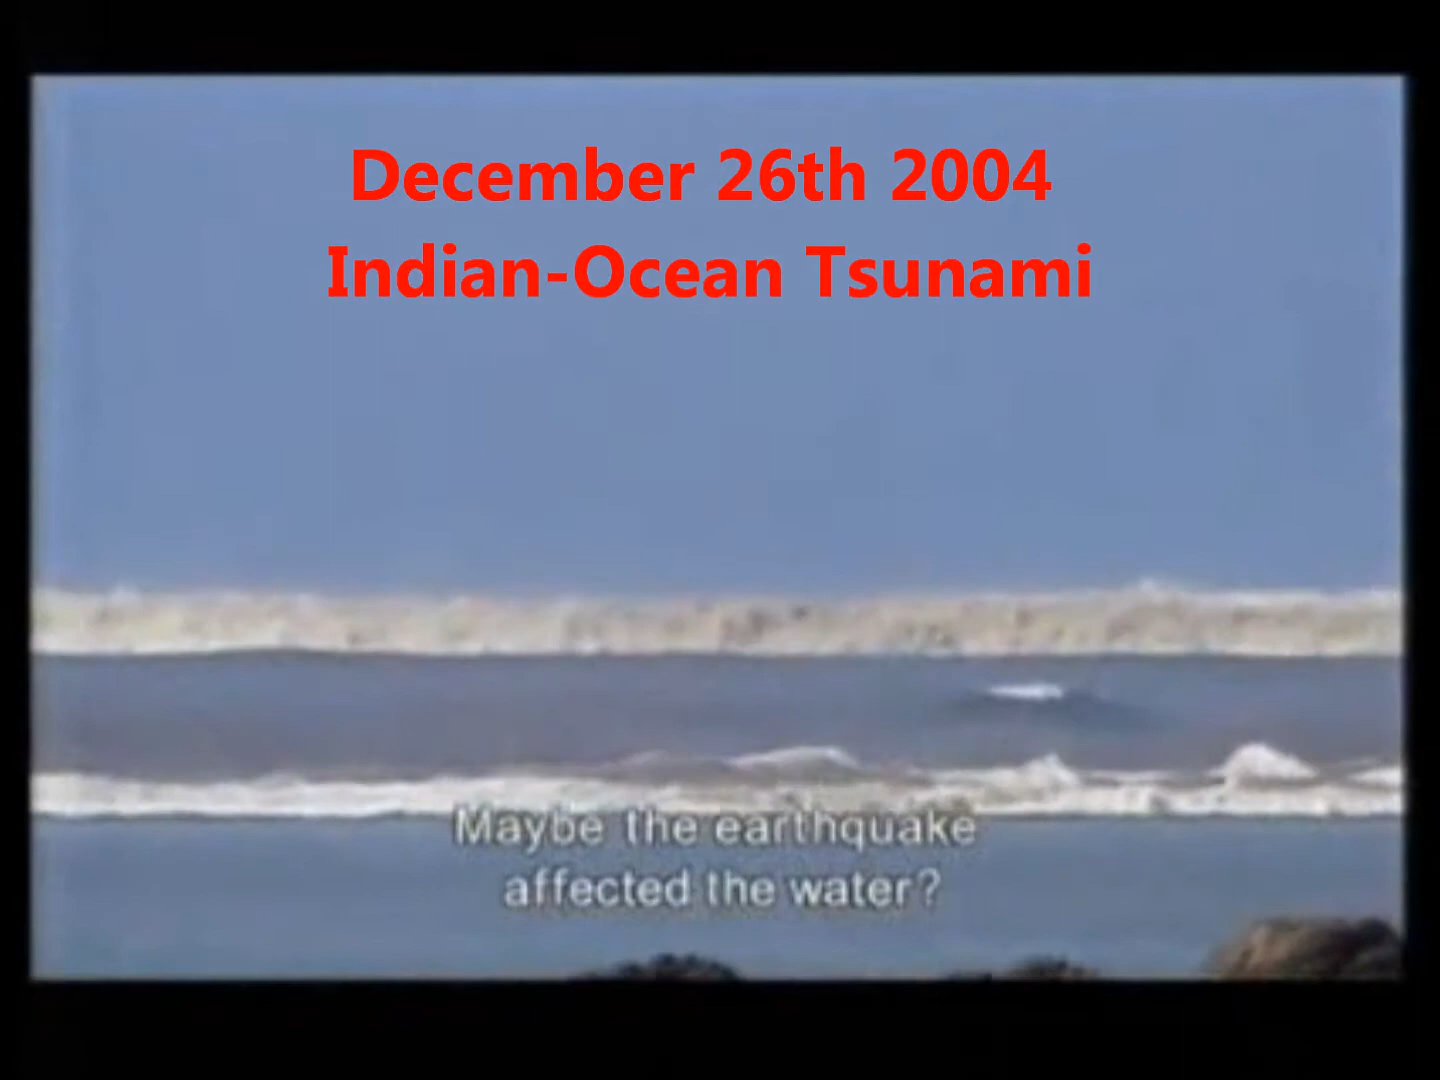 December 26th 2004
Indian-Ocean Tsunami
Maybe the earthquake
affected the water?